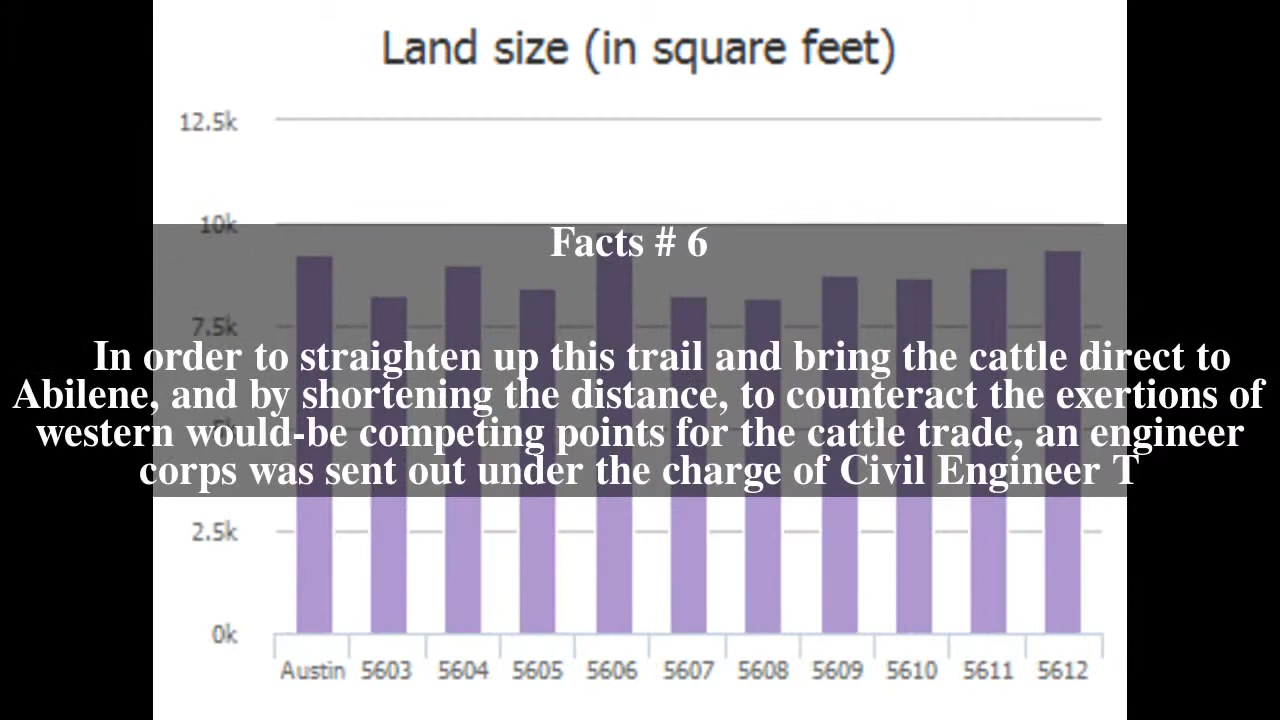 Land size (in square feet)
12.5k
10k
Facts # 6
7.5k
In order to straighten up this trail and bring the cattle direct to
Abilene, and by shortening the distance, to counteract the exertions of
western would-be competing points for the cattle trade, an engineer
corps was sent out under the charge of Civil Engineer T
2.5k
0k
Austin 5603 5604 5605 5606 5607 5608 5609 5610 5611 5612